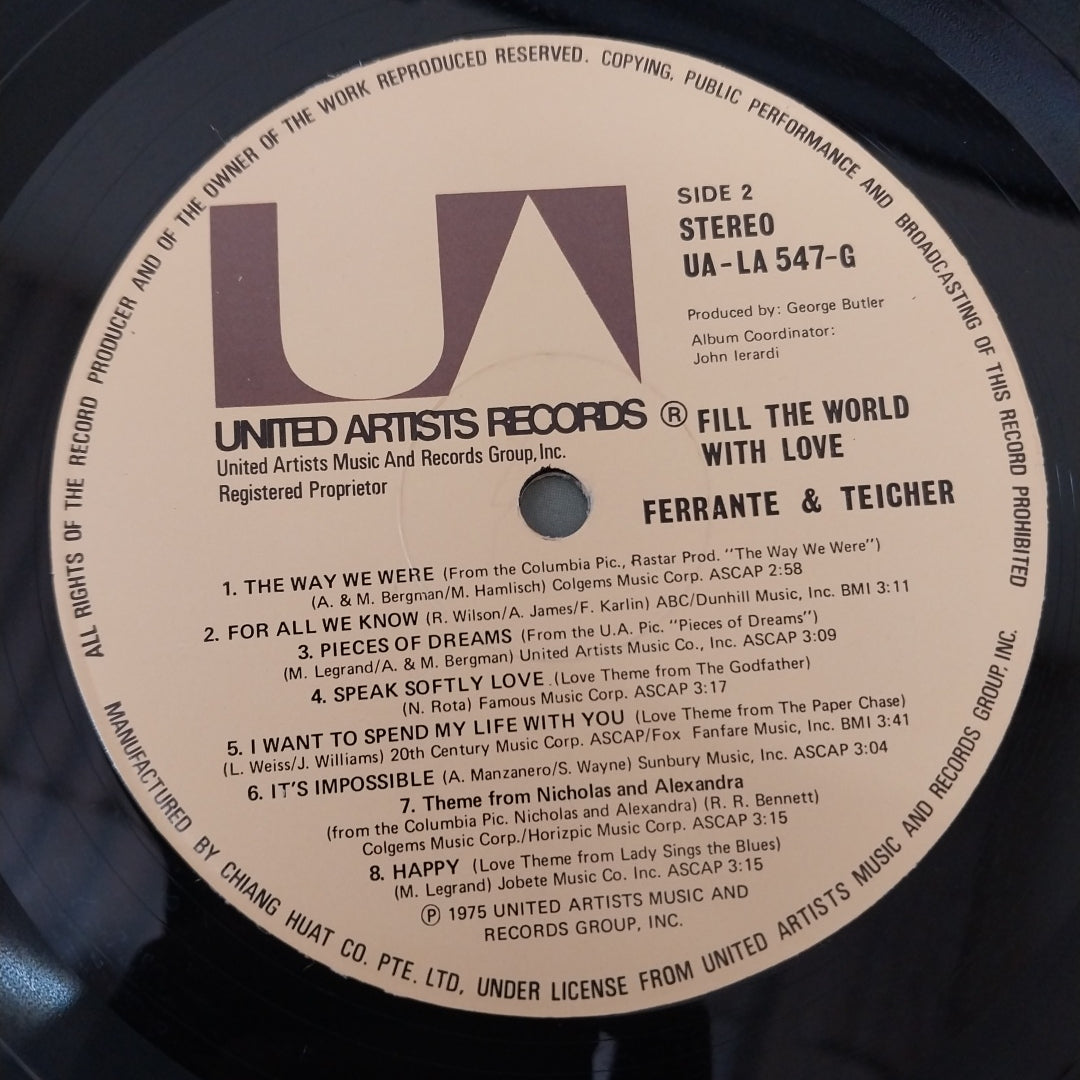 ALL RIGHTS OF THE RECORD PRODUCER AND OF THE OWNER OF THE WORK REPRODUCED RESERVED. COPYING, PUBLIC PERFORMANCE AND BROADCASTING OF THIS RECORD PROHIBITED
UA
SIDE 2
STEREO
UA-LA 547-G
Produced by: George Butler
Album Coordinator:
John Ierardi
UNITED ARTISTS RECORDS ®
United Artists Music And Records Group, Inc.
Registered Proprietor
FILL THE WORLD
WITH LOVE
FERRANTE & TEICHER
1. THE WAY WE WERE (From the Columbia Pic., Rastar Prod. "The Way We Were")
(A. & M. Bergman/M. Hamlisch) Colgems Music Corp. ASCAP 2:58
2. FOR ALL WE KNOW (R. Wilson/A. James/F. Karlin) ABC/Dunhill Music, Inc. BMI 3:11
3. PIECES OF DREAMS (From the U.A. Pic. "Pieces of Dreams")
(M. Legrand/A. & M. Bergman) United Artists Music Co., Inc. ASCAP 3:09
4. SPEAK SOFTLY LOVE (Love Theme from The Godfather)
(N. Rota) Famous Music Corp. ASCAP 3:17
5. I WANT TO SPEND MY LIFE WITH YOU (Love Theme from The Paper Chase)
(L. Weiss/J. Williams) 20th Century Music Corp. ASCAP/Fox Fanfare Music, Inc. BMI 3:41
6. IT'S IMPOSSIBLE (A. Manzanero/S. Wayne) Sunbury Music, Inc. ASCAP 3:04
7. Theme from Nicholas and Alexandra
(from the Columbia Pic. Nicholas and Alexandra) (R. R. Bennett)
Colgems Music Corp./Horizpic Music Corp. ASCAP 3:15
8. HAPPY (Love Theme from Lady Sings the Blues)
(M. Legrand) Jobete Music Co. Inc. ASCAP 3:15
℗ 1975 UNITED ARTISTS MUSIC AND
RECORDS GROUP, INC.
MANUFACTURED BY CHIANG HUAT CO. PTE. LTD, UNDER LICENSE FROM UNITED ARTISTS MUSIC AND RECORDS GROUP, INC.